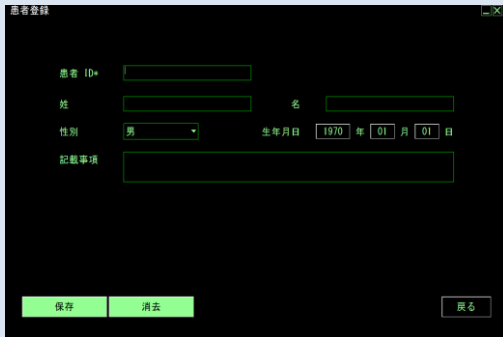 患者登録
患者 ID*
姓 名
性別 男 生年月日 1970 年 01 月 01 日
記載事項
保存 消去 戻る